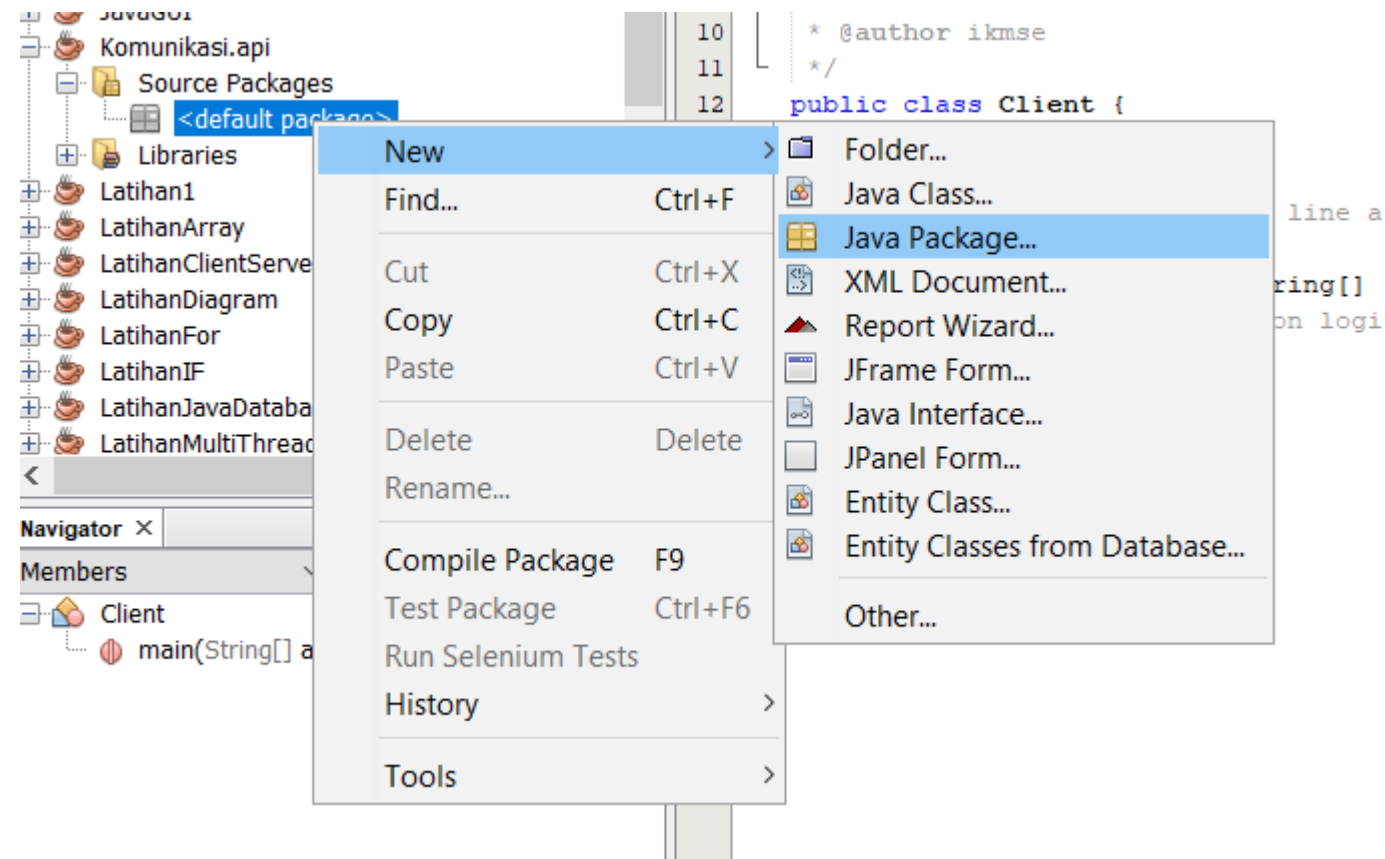 JavaGUI
Komunikasi.api
Source Packages
<default package>
Libraries
Latihan1
LatihanArray
LatihanClientServe
LatihanDiagram
LatihanFor
LatihanIF
LatihanJavaDataba
LatihanMultiThread
Navigator
Members
Client
main(String[] a
New
Find... Ctrl+F
Cut Ctrl+X
Copy Ctrl+C
Paste Ctrl+V
Delete Delete
Rename...
Compile Package F9
Test Package Ctrl+F6
Run Selenium Tests
History
Tools
Folder...
Java Class...
Java Package...
XML Document...
Report Wizard...
JFrame Form...
Java Interface...
JPanel Form...
Entity Class...
Entity Classes from Database...
Other...
10 * @author ikmse
11 */
12 public class Client {
line a
ring[]
on logi